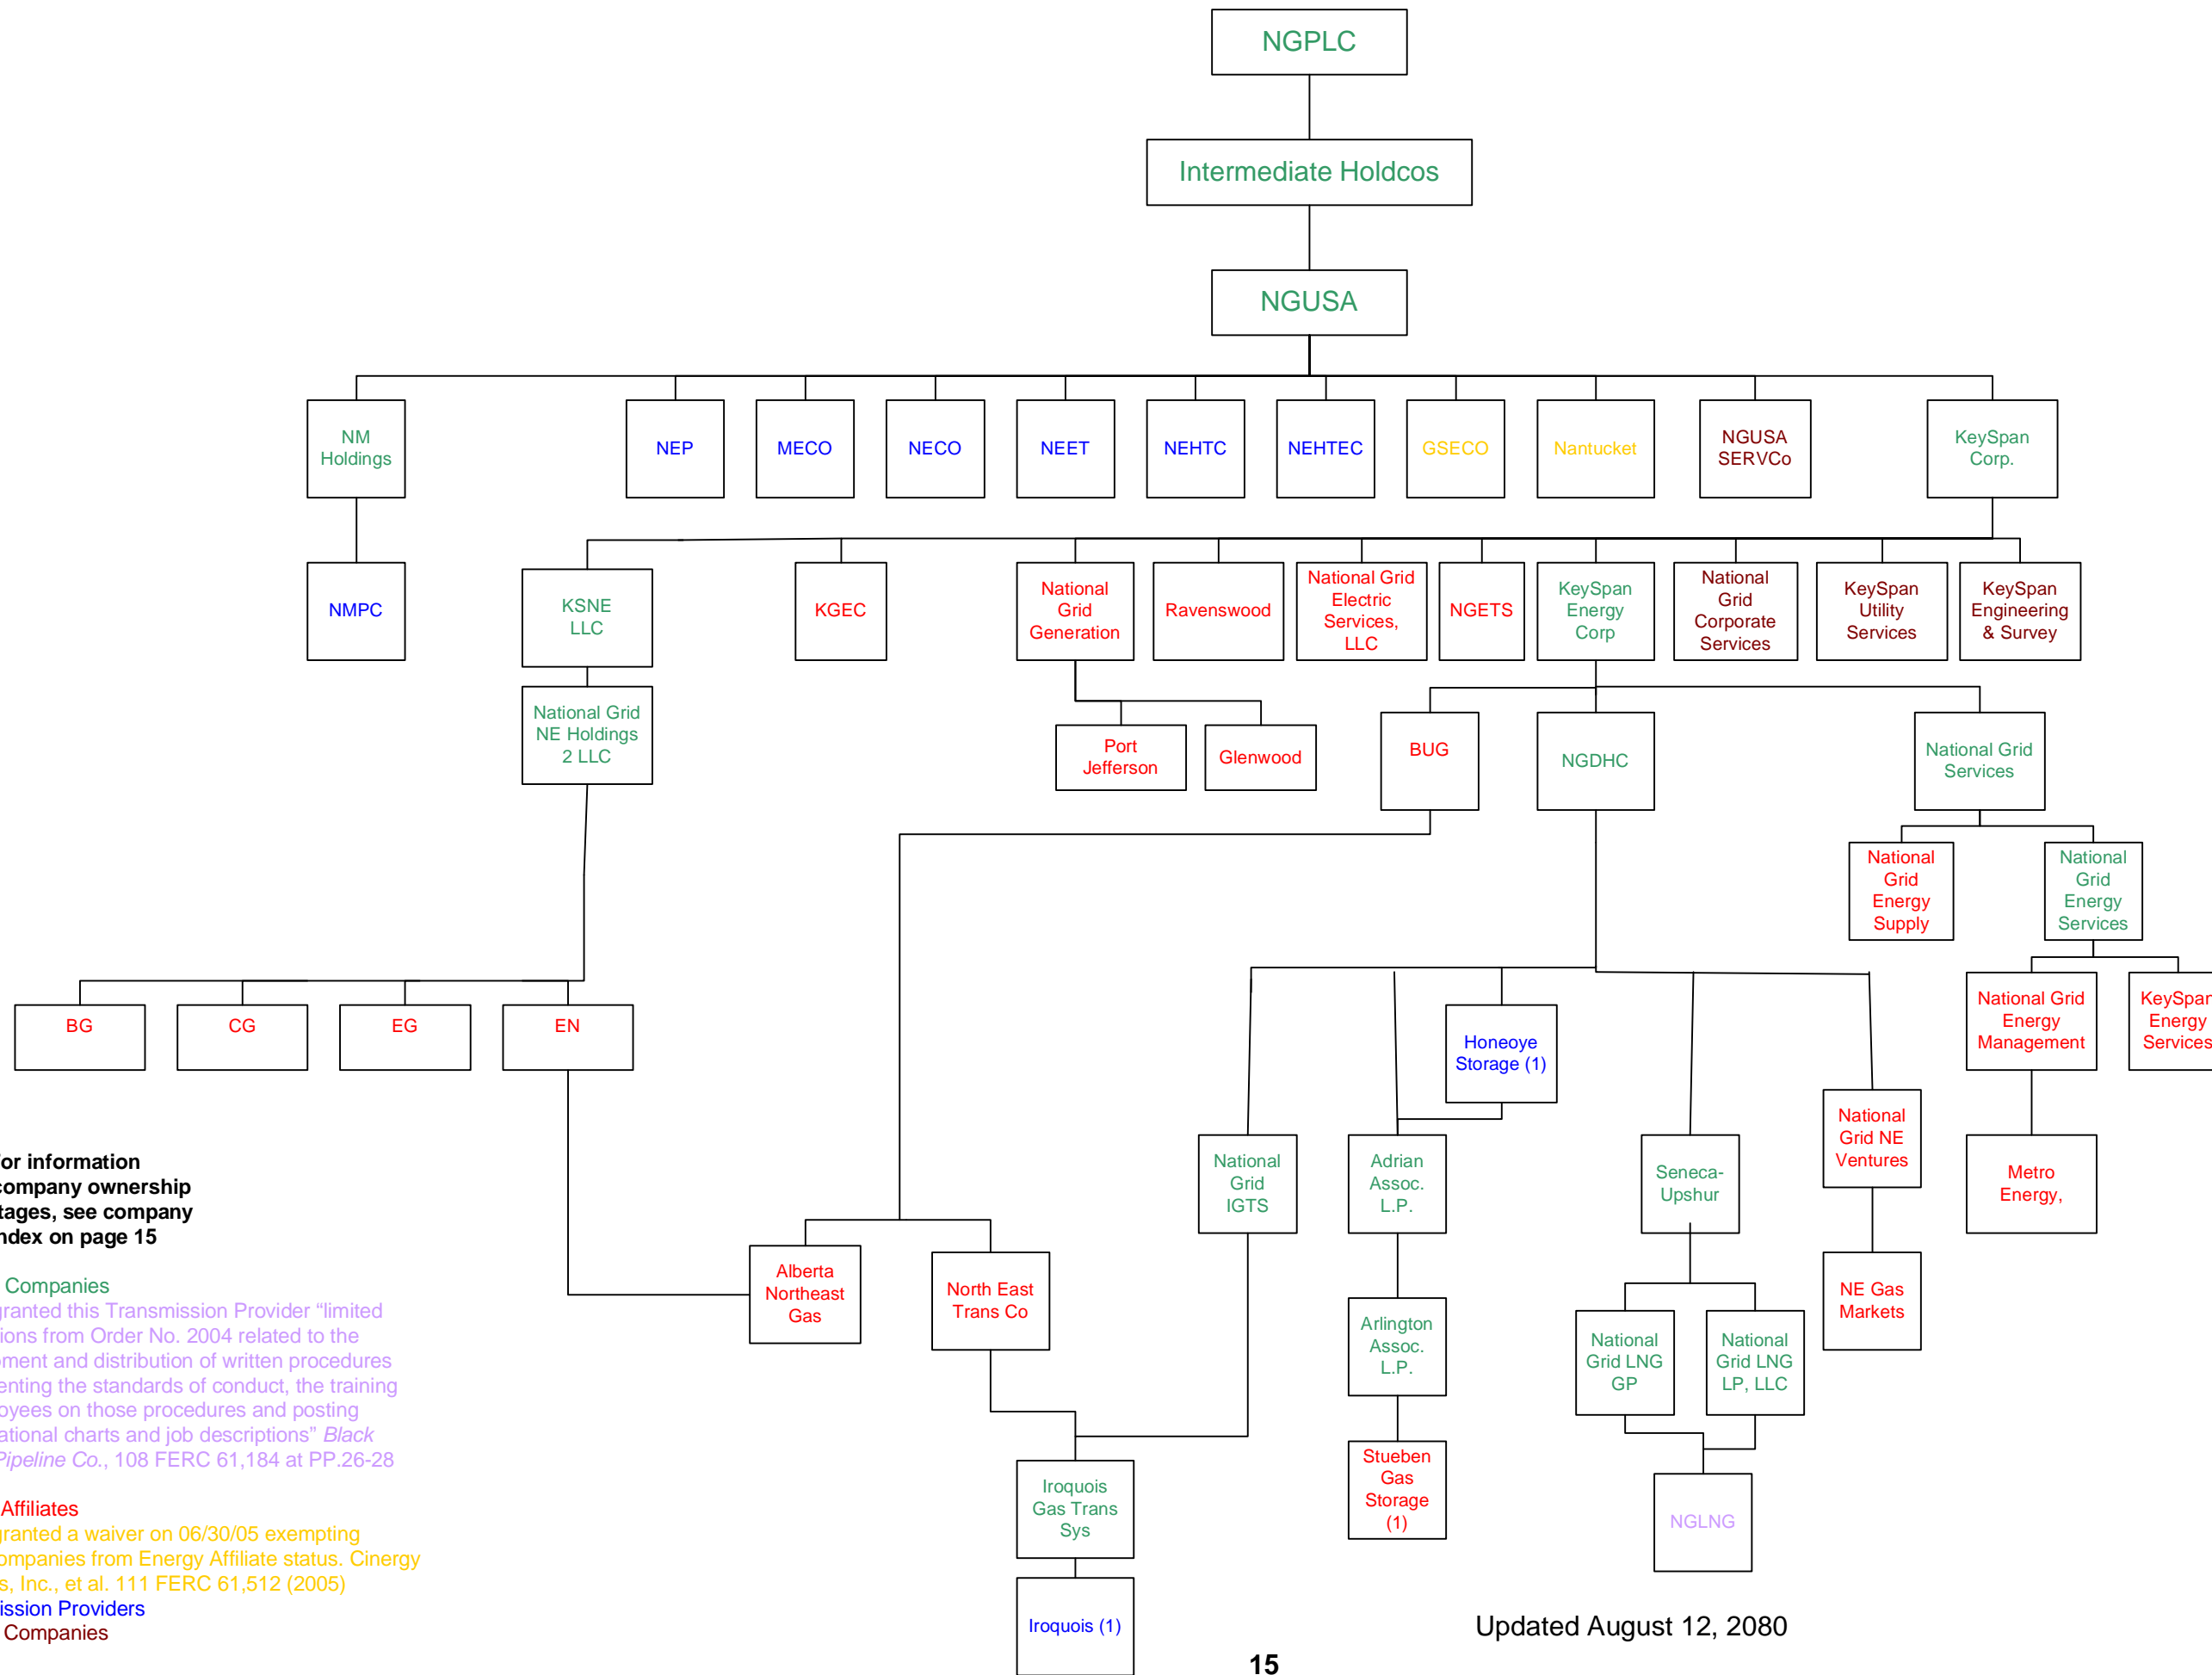 NGPLC
Intermediate Holdcos
NGUSA
NM
Holdings
NEP
MECO
NECO
NEET
NEHTC
NEHTEC
GSECO
Nantucket
NGUSA
SERVCo
KeySpan
Corp.
NMPC
KSNE
LLC
KGEC
National
Grid
Generation
Ravenswood
National Grid
Electric
Services,
LLC
NGETS
KeySpan
Energy
Corp
National
Grid
Corporate
Services
KeySpan
Utility
Services
KeySpan
Engineering
& Survey
National Grid
NE Holdings
2 LLC
Port
Jefferson
Glenwood
BUG
NGDHC
National Grid
Services
National
Grid
Energy
Supply
National
Grid
Energy
Services
BG
CG
EG
EN
Honeoye
Storage (1)
National Grid
Energy
Management
KeySpan
Energy
Services
National
Grid NE
Ventures
National
Grid
IGTS
Adrian
Assoc.
L.P.
Seneca-
Upshur
Metro
Energy,
Alberta
Northeast
Gas
North East
Trans Co
NE Gas
Markets
Arlington
Assoc.
L.P.
National
Grid LNG
GP
National
Grid LNG
LP, LLC
Stueben
Gas
Storage
(1)
Iroquois
Gas Trans
Sys
NGLNG
Iroquois (1)
or information
company ownership
tages, see company
ndex on page 15
Companies
granted this Transmission Provider “limited
ions from Order No. 2004 related to the
pment and distribution of written procedures
enting the standards of conduct, the training
oyees on those procedures and posting
ational charts and job descriptions” Black
Pipeline Co., 108 FERC 61,184 at PP.26-28
Affiliates
granted a waiver on 06/30/05 exempting
ompanies from Energy Affiliate status. Cinergy
s, Inc., et al. 111 FERC 61,512 (2005)
ission Providers
Companies
Updated August 12, 2080
15